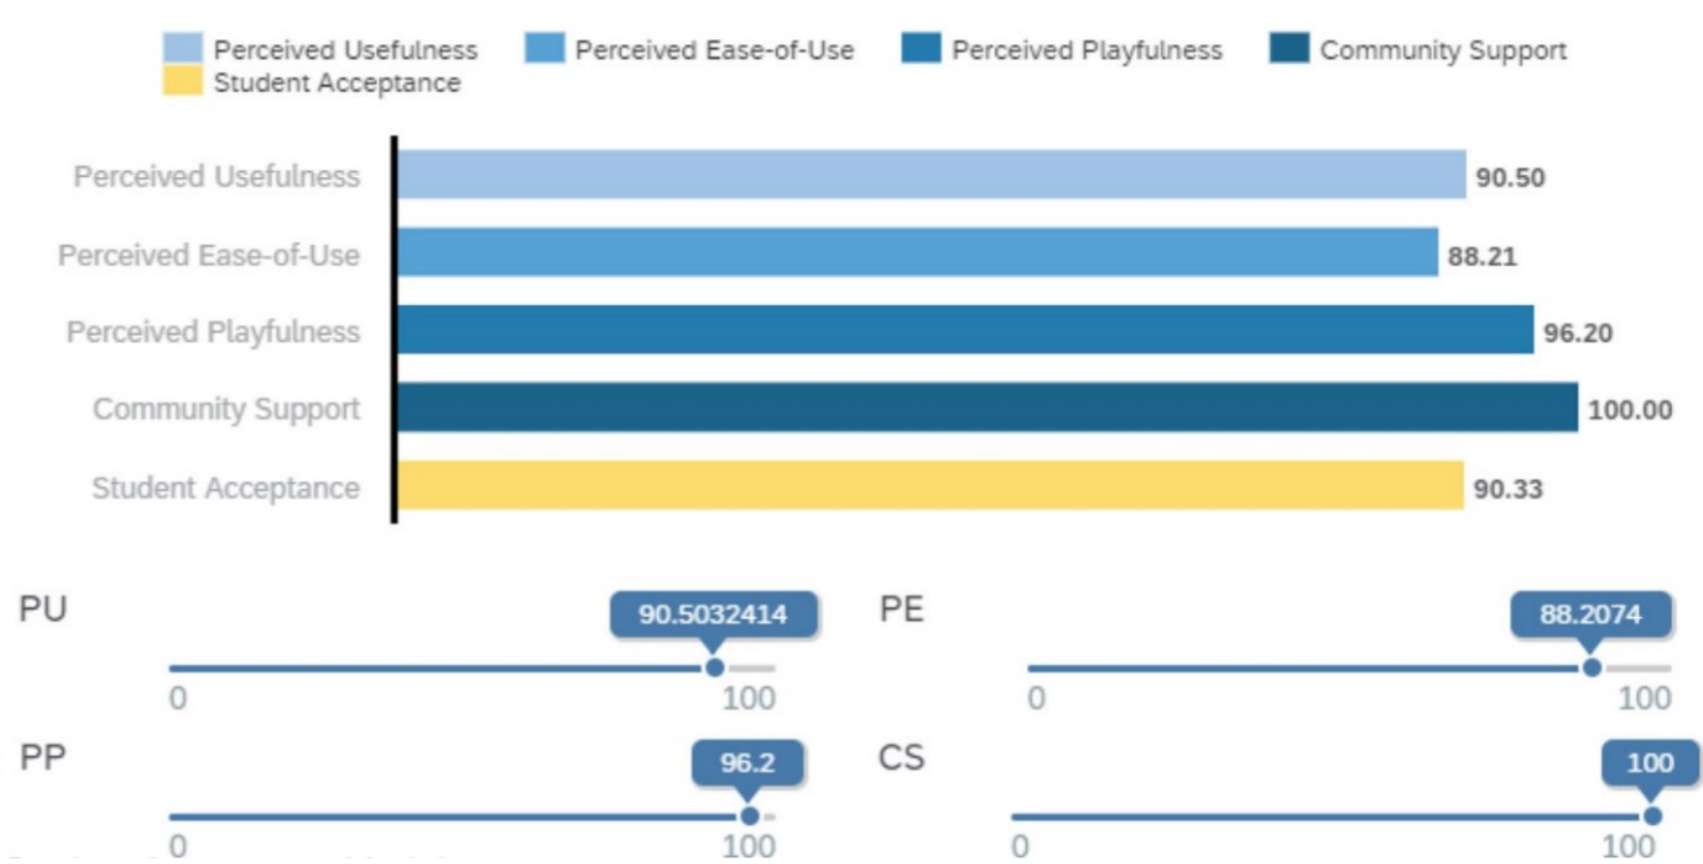 Perceived Usefulness Perceived Ease-of-Use Perceived Playfulness Community Support
Student Acceptance
Perceived Usefulness 90.50
Perceived Ease-of-Use 88.21
Perceived Playfulness 96.20
Community Support 100.00
Student Acceptance 90.33
PU 90.5032414 PE 88.2074
0 100 0 100
PP 96.2 CS 100
0 100 0 100